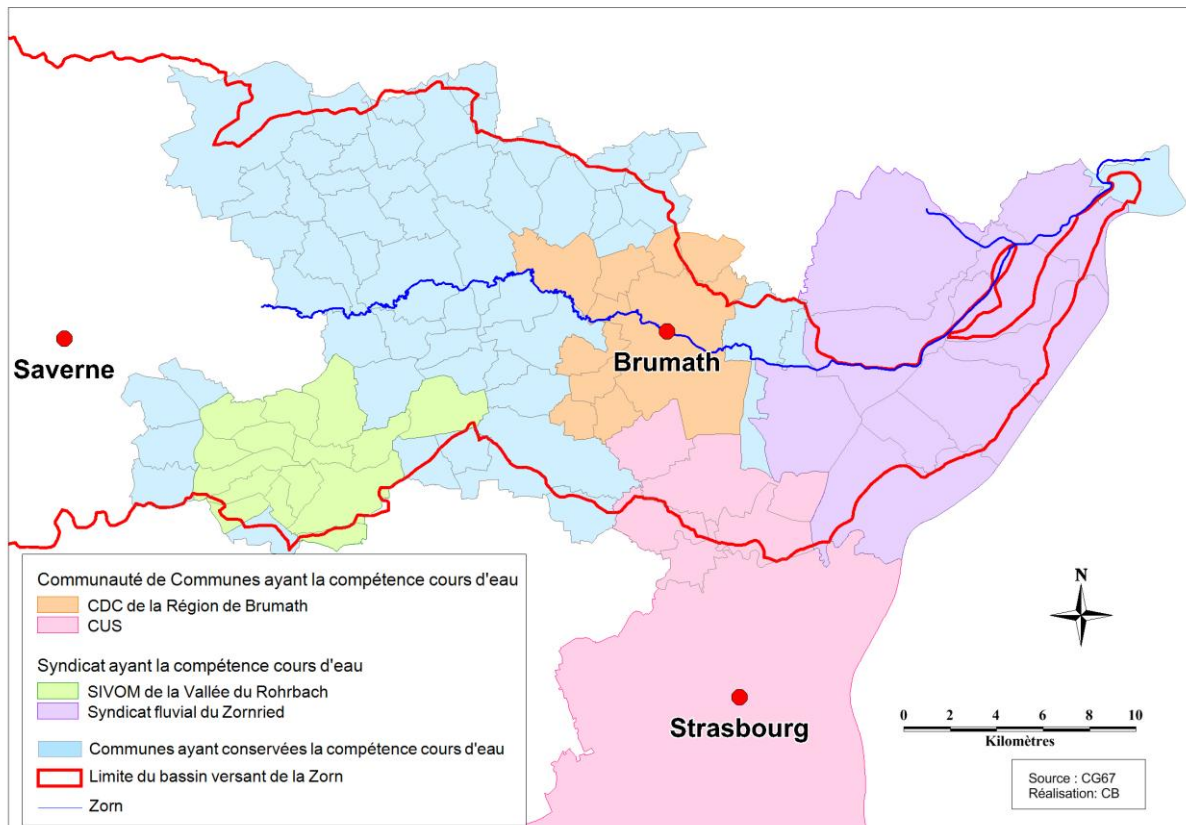 Saverne
Brumath
Strasbourg
Communauté de Communes ayant la compétence cours d'eau
CDC de la Région de Brumath
CUS
Syndicat ayant la compétence cours d'eau
SIVOM de la Vallée du Rohrbach
Syndicat fluvial du Zornried
Communes ayant conservées la compétence cours d'eau
Limite du bassin versant de la Zorn
Zorn
N
0 2 4 6 8 10
Kilomètres
Source : CG67
Réalisation: CB